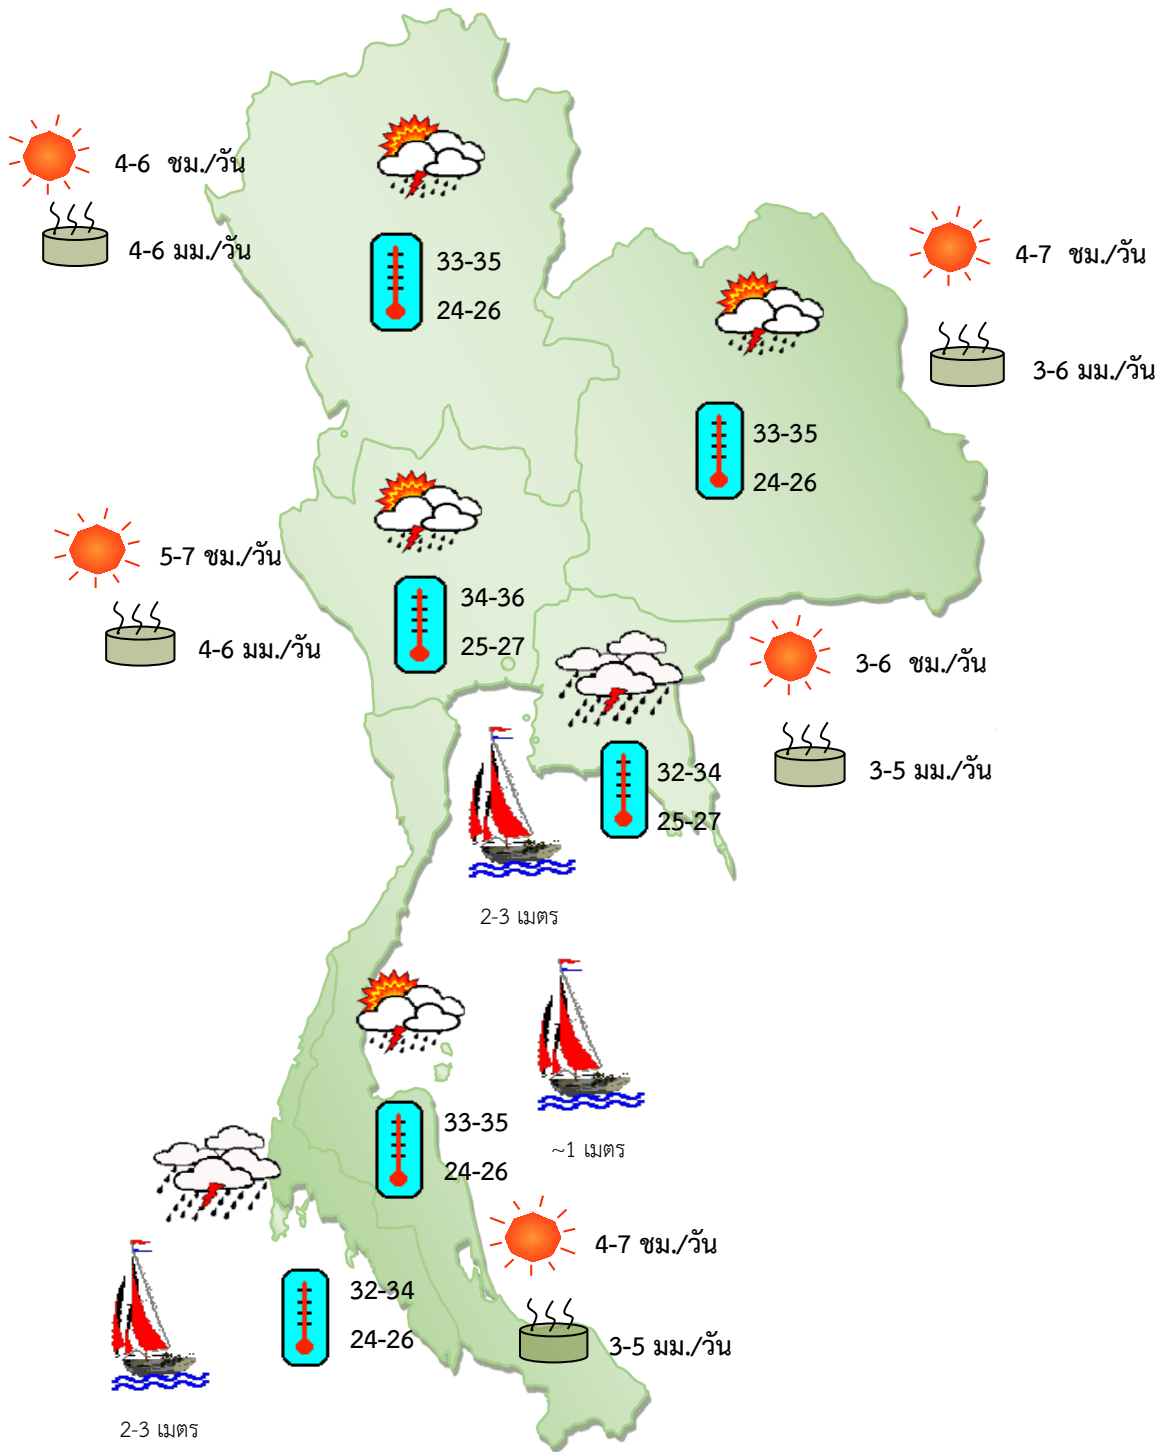 4-6 ชม./วัน
4-6 มม./วัน
33-35
24-26
4-7 ชม./วัน
3-6 มม./วัน
33-35
24-26
5-7 ชม./วัน
4-6 มม./วัน
34-36
25-27
3-6 ชม./วัน
3-5 มม./วัน
32-34
25-27
2-3 เมตร
33-35
24-26
~1 เมตร
4-7 ชม./วัน
3-5 มม./วัน
32-34
24-26
2-3 เมตร